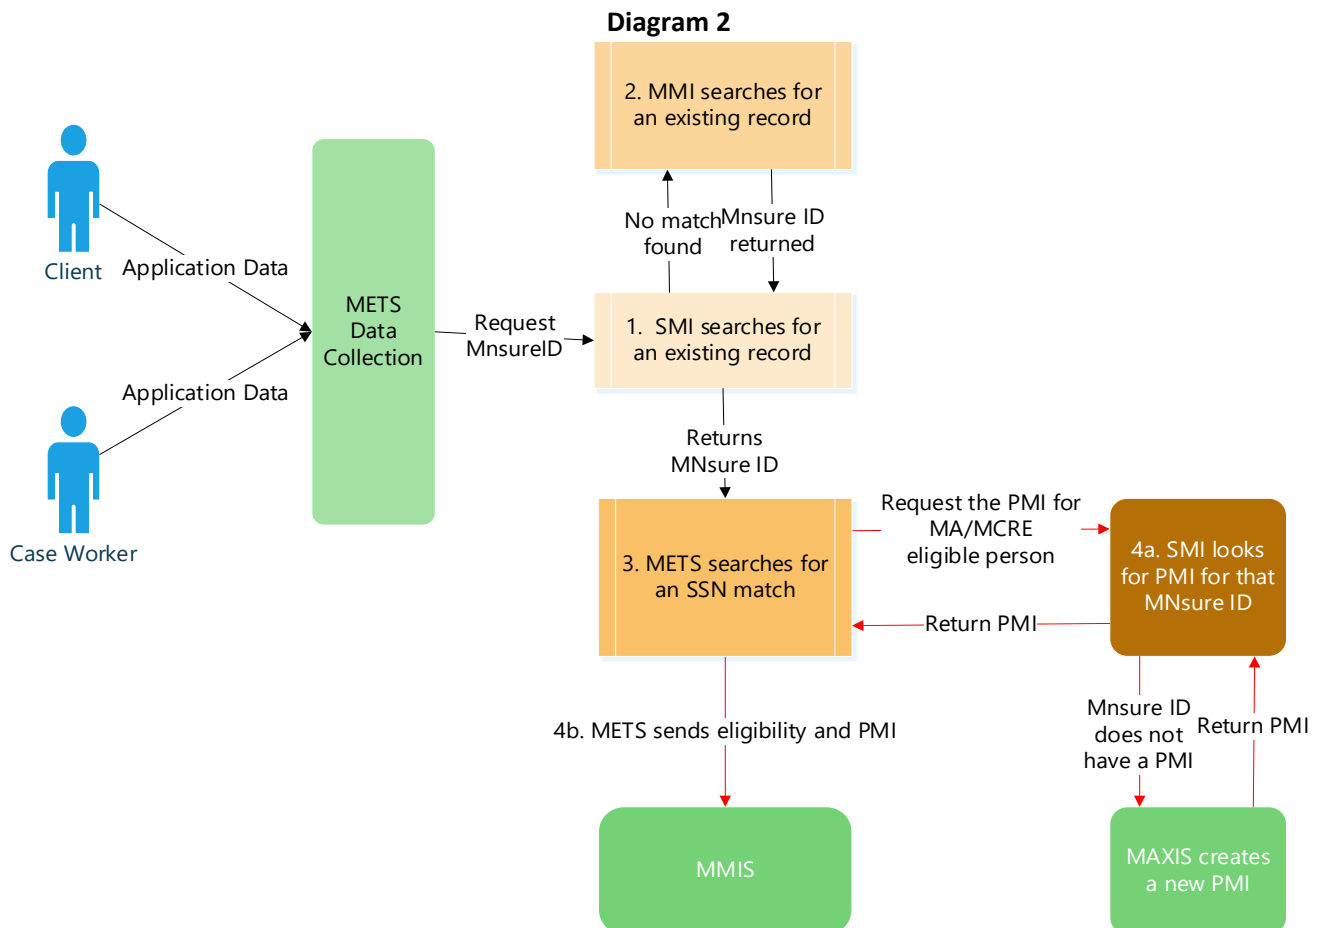 Diagram 2
2. MMI searches for
an existing record
No match
found
Mnsure ID
returned
Client
Application Data
METS
Data
Collection
Request
MnsureID
1.  SMI searches for
an existing record
Application Data
Case Worker
Returns
MNsure ID
3. METS searches for
an SSN match
Request the PMI for
MA/MCRE
eligible person
4a. SMI looks
for PMI for that
MNsure ID
Return PMI
4b. METS sends eligibility and PMI
Mnsure ID
does not
have a PMI
Return PMI
MMIS
MAXIS creates
a new PMI